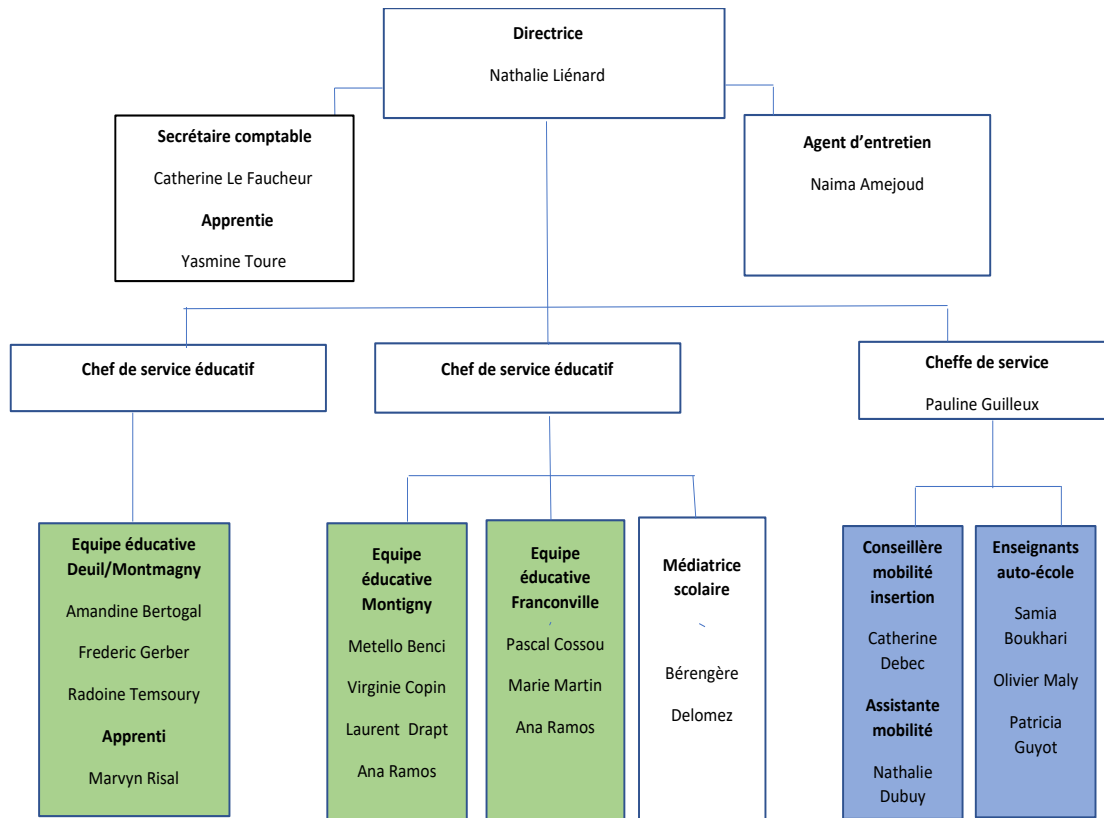 Directrice
Nathalie Liénard
Secrétaire comptable
Catherine Le Faucheur
Apprentie
Yasmine Toure
Agent d’entretien
Naima Amejoud
Chef de service éducatif
Chef de service éducatif
Cheffe de service
Pauline Guilleux
Equipe éducative
Deuil/Montmagny
Amandine Bertogal
Frederic Gerber
Radoine Temsoury
Apprenti
Marvyn Risal
Equipe
éducative
Montigny
Metello Benci
Virginie Copin
Laurent Drapt
Ana Ramos
Equipe
éducative
Franconville
Pascal Cossou
Marie Martin
Ana Ramos
Médiatrice
scolaire
Bérengère
Delomez
Conseillère
mobilité
insertion
Catherine
Debec
Assistante
mobilité
Nathalie
Dubuy
Enseignants
auto-école
Samia
Boukhari
Olivier Maly
Patricia
Guyot